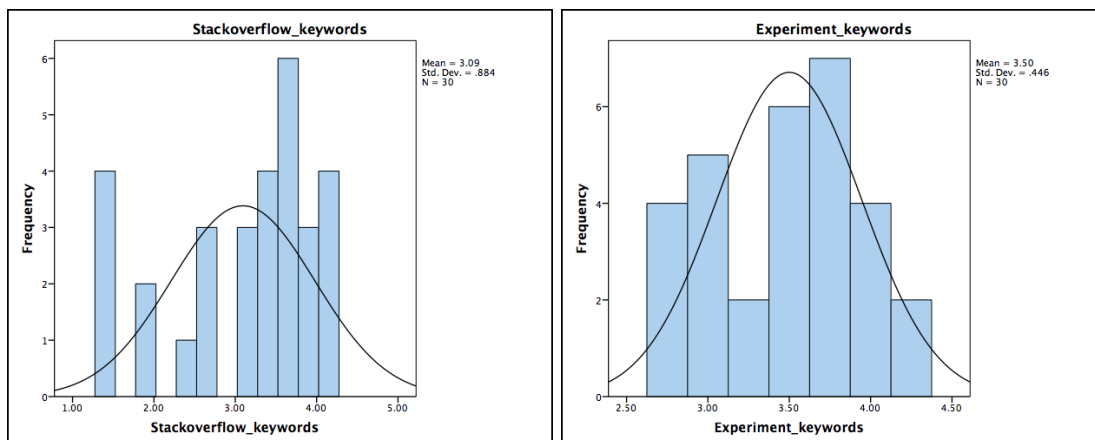 Stackoverflow_keywords
Mean = 3.09
Std. Dev. = .884
N = 30
Frequency
6
5
4
3
2
1
0
1.00 2.00 3.00 4.00 5.00
Stackoverflow_keywords
Experiment_keywords
Mean = 3.50
Std. Dev. = .446
N = 30
Frequency
6
4
2
0
2.50 3.00 3.50 4.00 4.50
Experiment_keywords